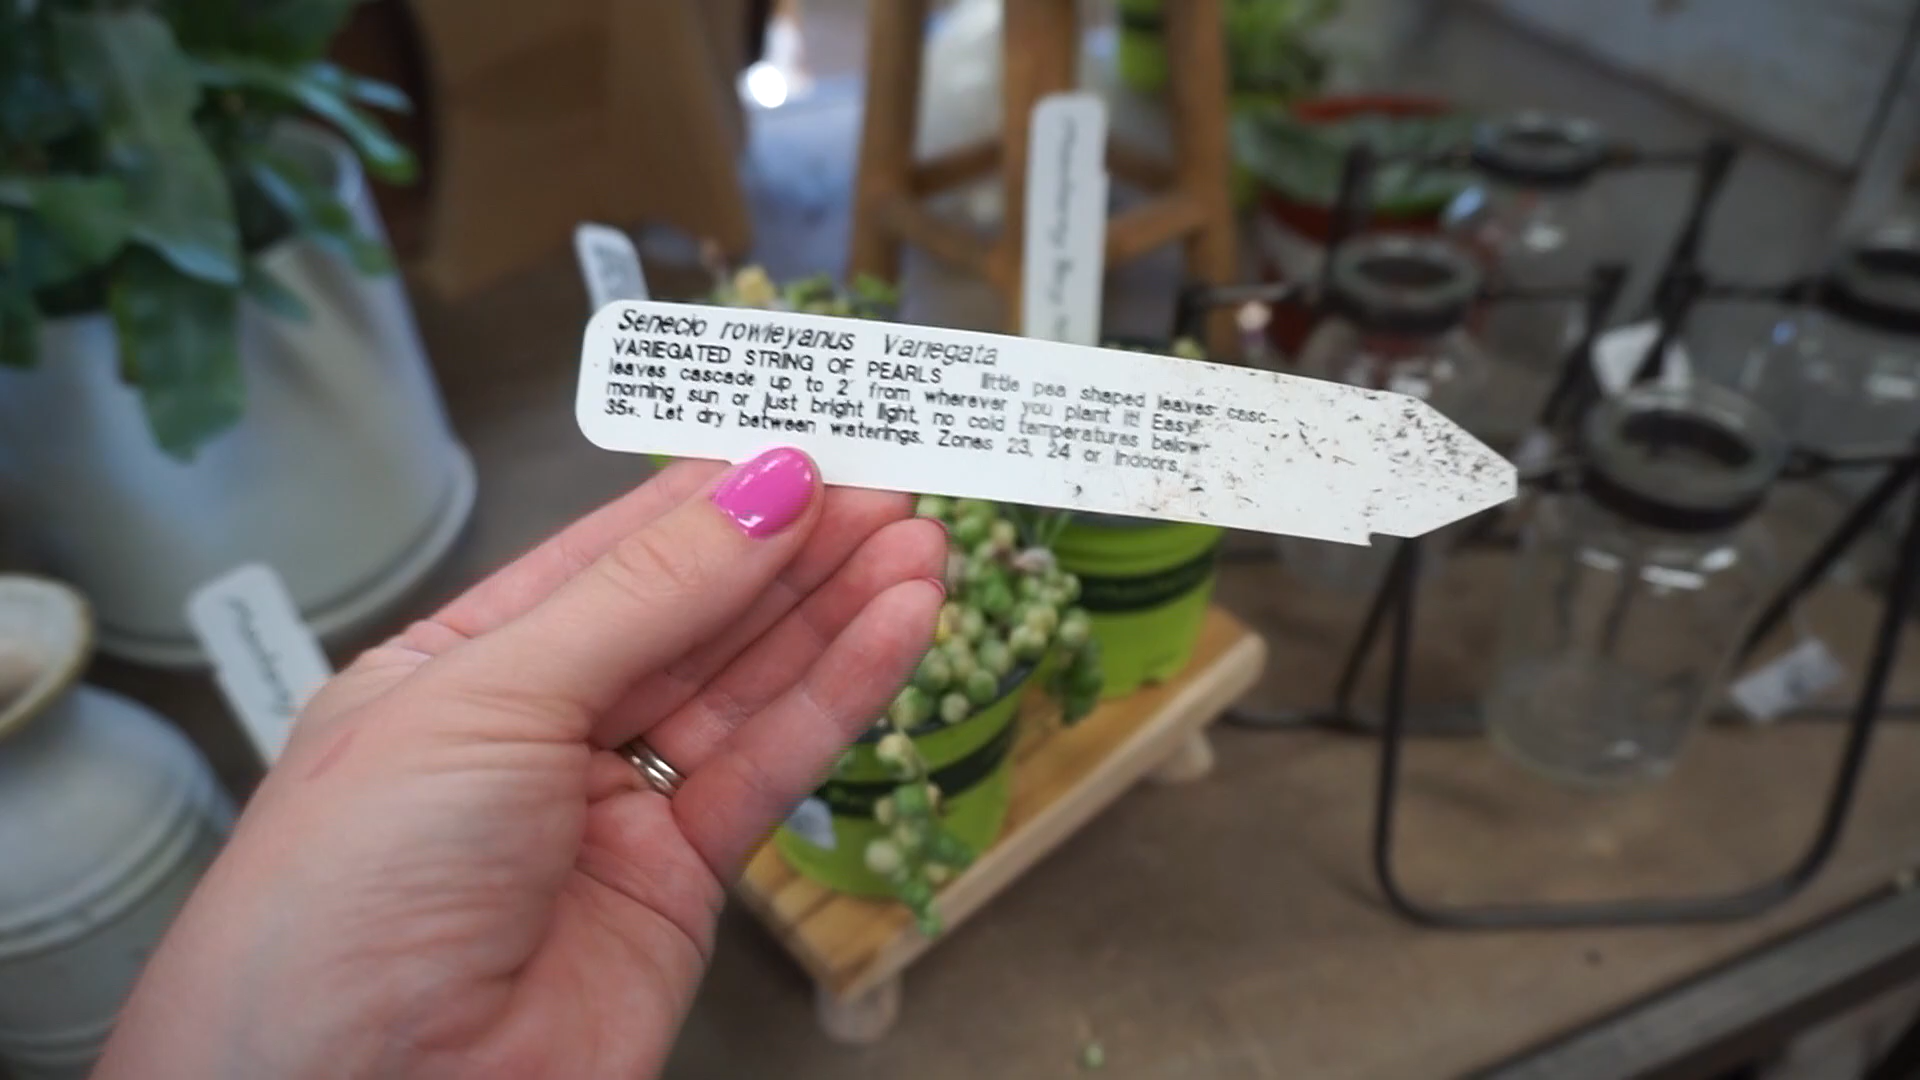 Senecio rowleyanus Variegata
VARIEGATED STRING OF PEARLS little pea shaped leaves casc-
leaves cascade up to 2' from wherever you plant it! Easy!
morning sun or just bright light, no cold temperatures below
35*. Let dry between waterings. Zones 23, 24 or Indoors.